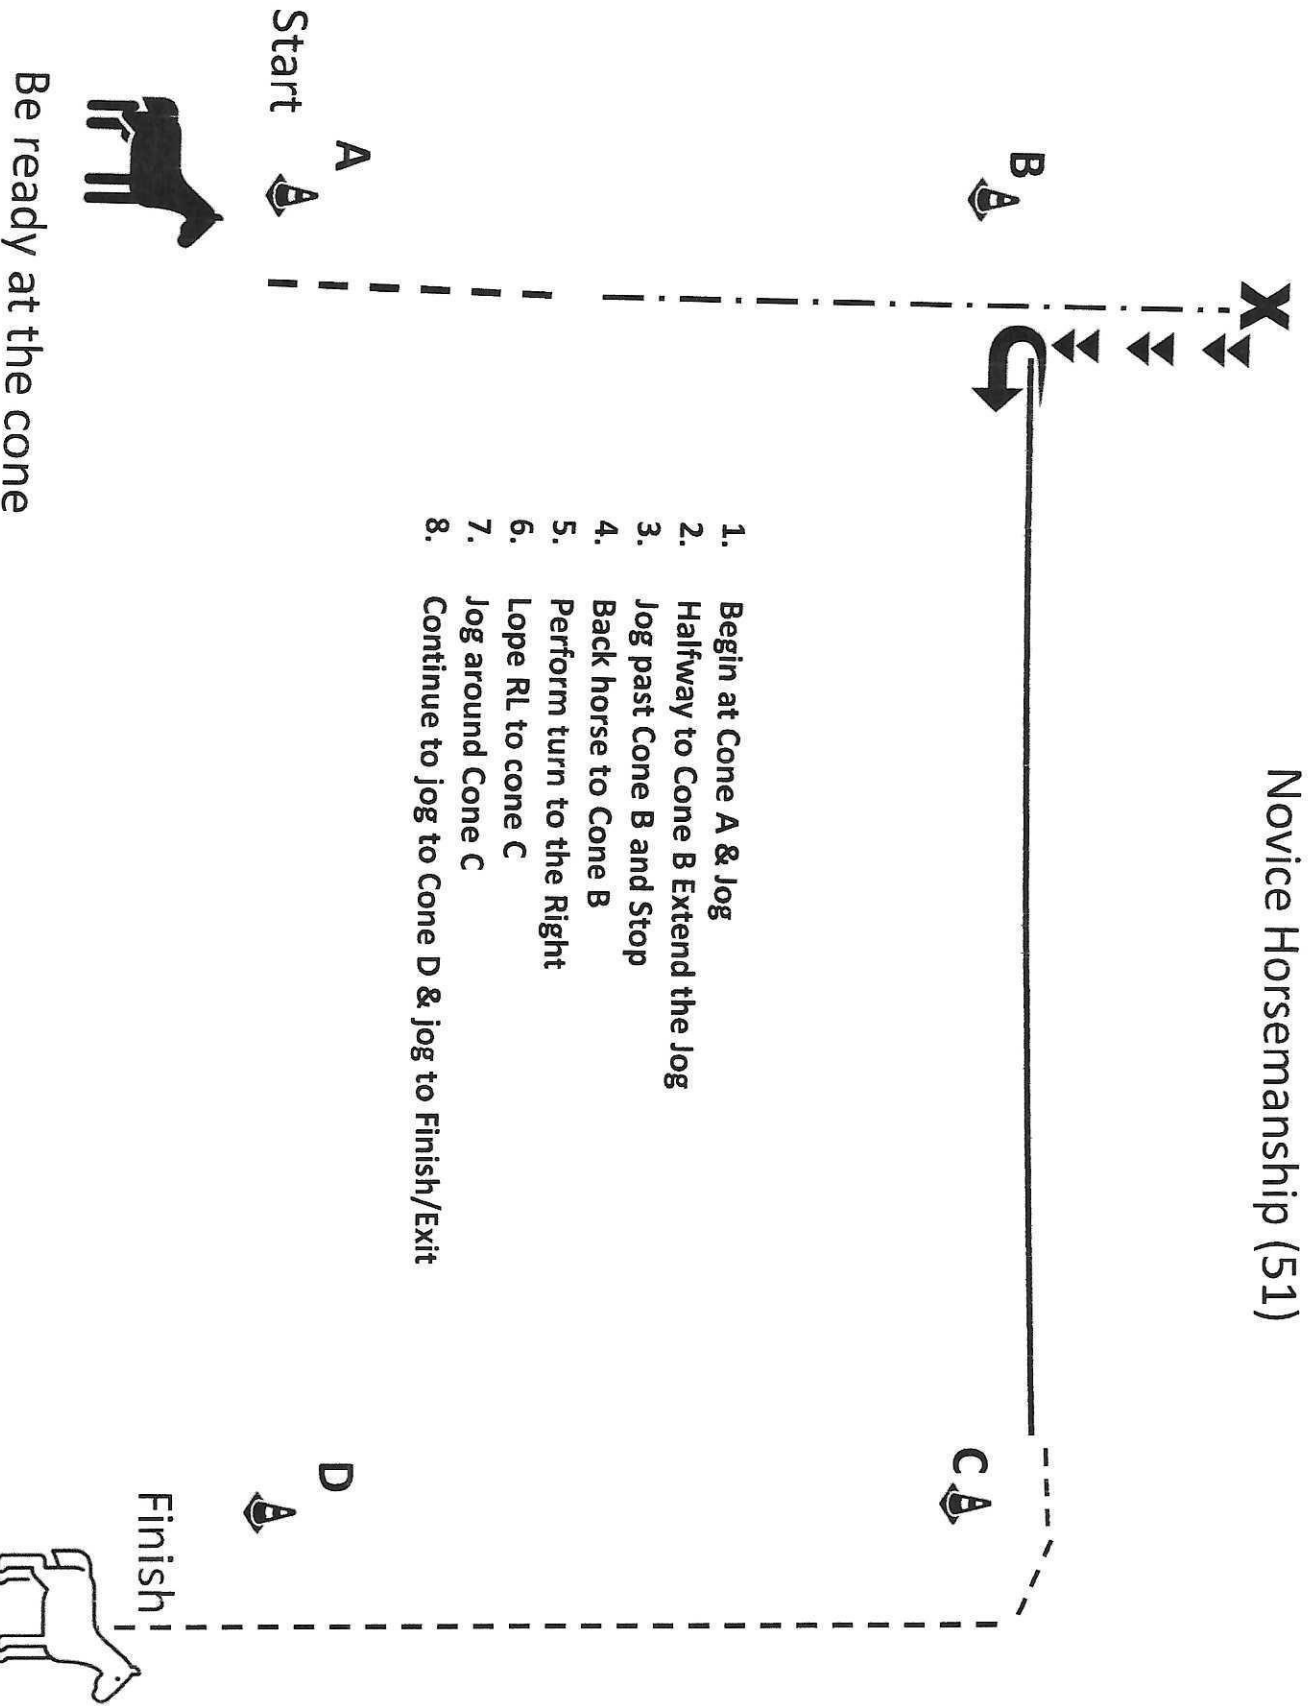 Novice Horsemanship (51)
X
B
C
1. Begin at Cone A & Jog
2. Halfway to Cone B Extend the Jog
3. Jog past Cone B and Stop
4. Back horse to Cone B
5. Perform turn to the Right
6. Lope RL to cone C
7. Jog around Cone C
8. Continue to jog to Cone D & jog to Finish/Exit
A
D
Start
Finish
Be ready at the cone